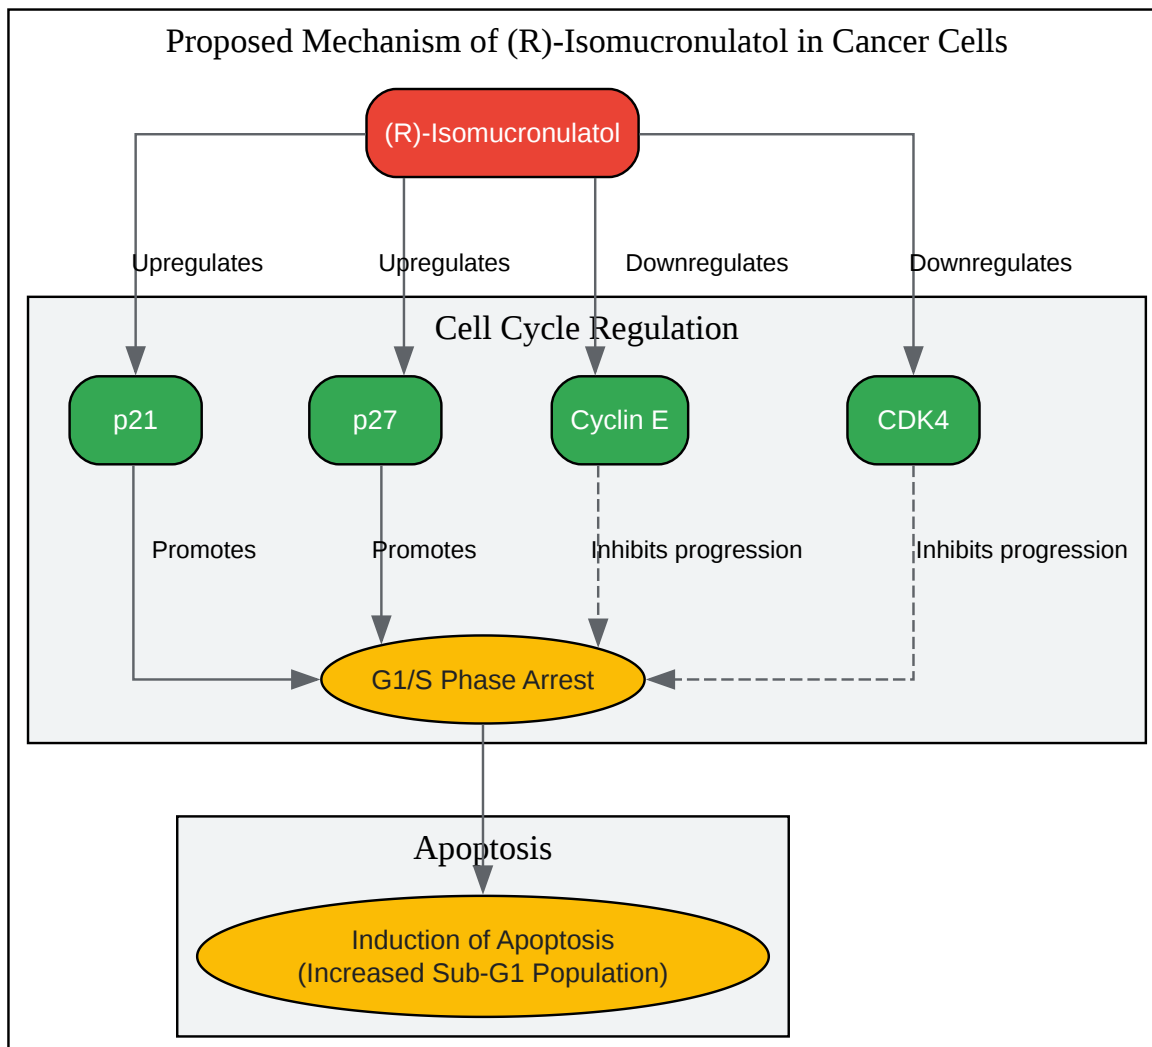 Proposed Mechanism of (R)-Isomucronulatol in Cancer Cells
(R)-Isomucronulatol
Upregulates
Upregulates
Downregulates
Downregulates
Cell Cycle Regulation
p21
p27
Cyclin E
CDK4
Promotes
Promotes
Inhibits progression
Inhibits progression
G1/S Phase Arrest
Apoptosis
Induction of Apoptosis
(Increased Sub-G1 Population)